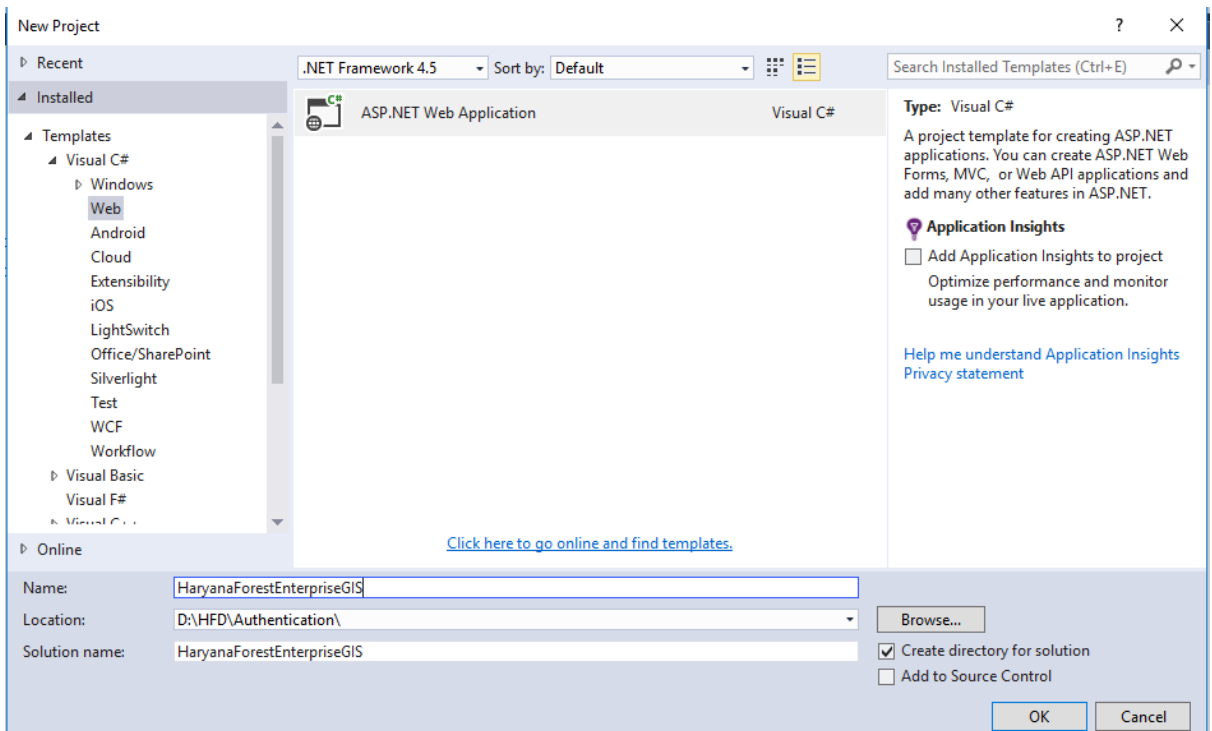 New Project
?
Recent
.NET Framework 4.5
Sort by: Default
Search Installed Templates (Ctrl+E)
Installed
Templates
Visual C#
Windows
Web
Android
Cloud
Extensibility
iOS
LightSwitch
Office/SharePoint
Silverlight
Test
WCF
Workflow
Visual Basic
Visual F#
Visual C++
Online
C#
ASP.NET Web Application
Visual C#
Click here to go online and find templates.
Type: Visual C#
A project template for creating ASP.NET
applications. You can create ASP.NET Web
Forms, MVC,  or Web API applications and
add many other features in ASP.NET.
Application Insights
Add Application Insights to project
Optimize performance and monitor
usage in your live application.
Help me understand Application Insights
Privacy statement
Name: HaryanaForestEnterpriseGIS
Location: D:\HFD\Authentication\
Browse...
Solution name: HaryanaForestEnterpriseGIS
Create directory for solution
Add to Source Control
OK
Cancel